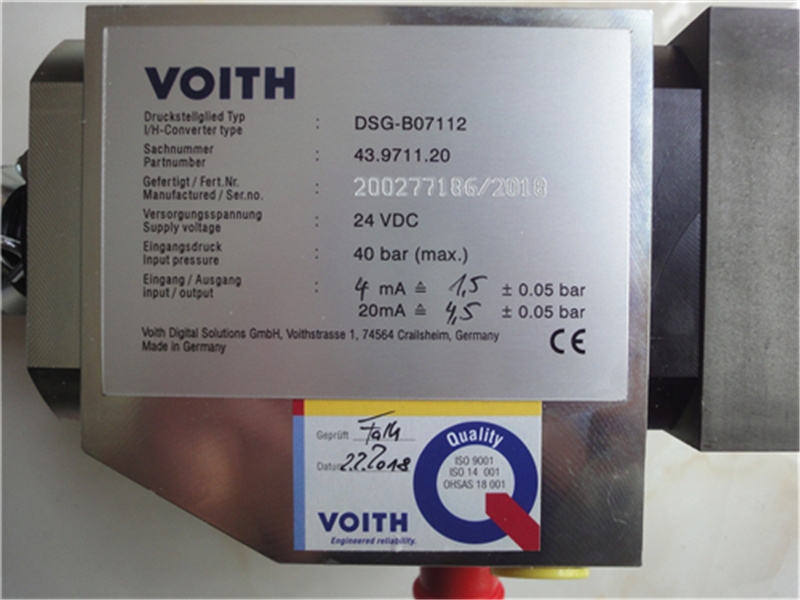 VOITH
Druckstellglied Typ
I/H-Converter type : DSG-B07112
Sachnummer
Partnumber : 43.9711.20
Gefertigt / Fert.Nr.
Manufactured / Ser.no. : 200277186/2018
Versorgungsspannung
Supply voltage : 24 VDC
Eingangsdruck
Input pressure : 40 bar (max.)
Eingang / Ausgang
input / output : 4 mA ≙ 1,5 ± 0.05 bar
20mA ≙ 4,5 ± 0.05 bar
Voith Digital Solutions GmbH, Voithstrasse 1, 74564 Crailsheim, Germany
Made in Germany
CE
Geprüft
Datum 2.2.2018
Quality
ISO 9001
ISO 14 001
OHSAS 18 001
VOITH
Engineered reliability.